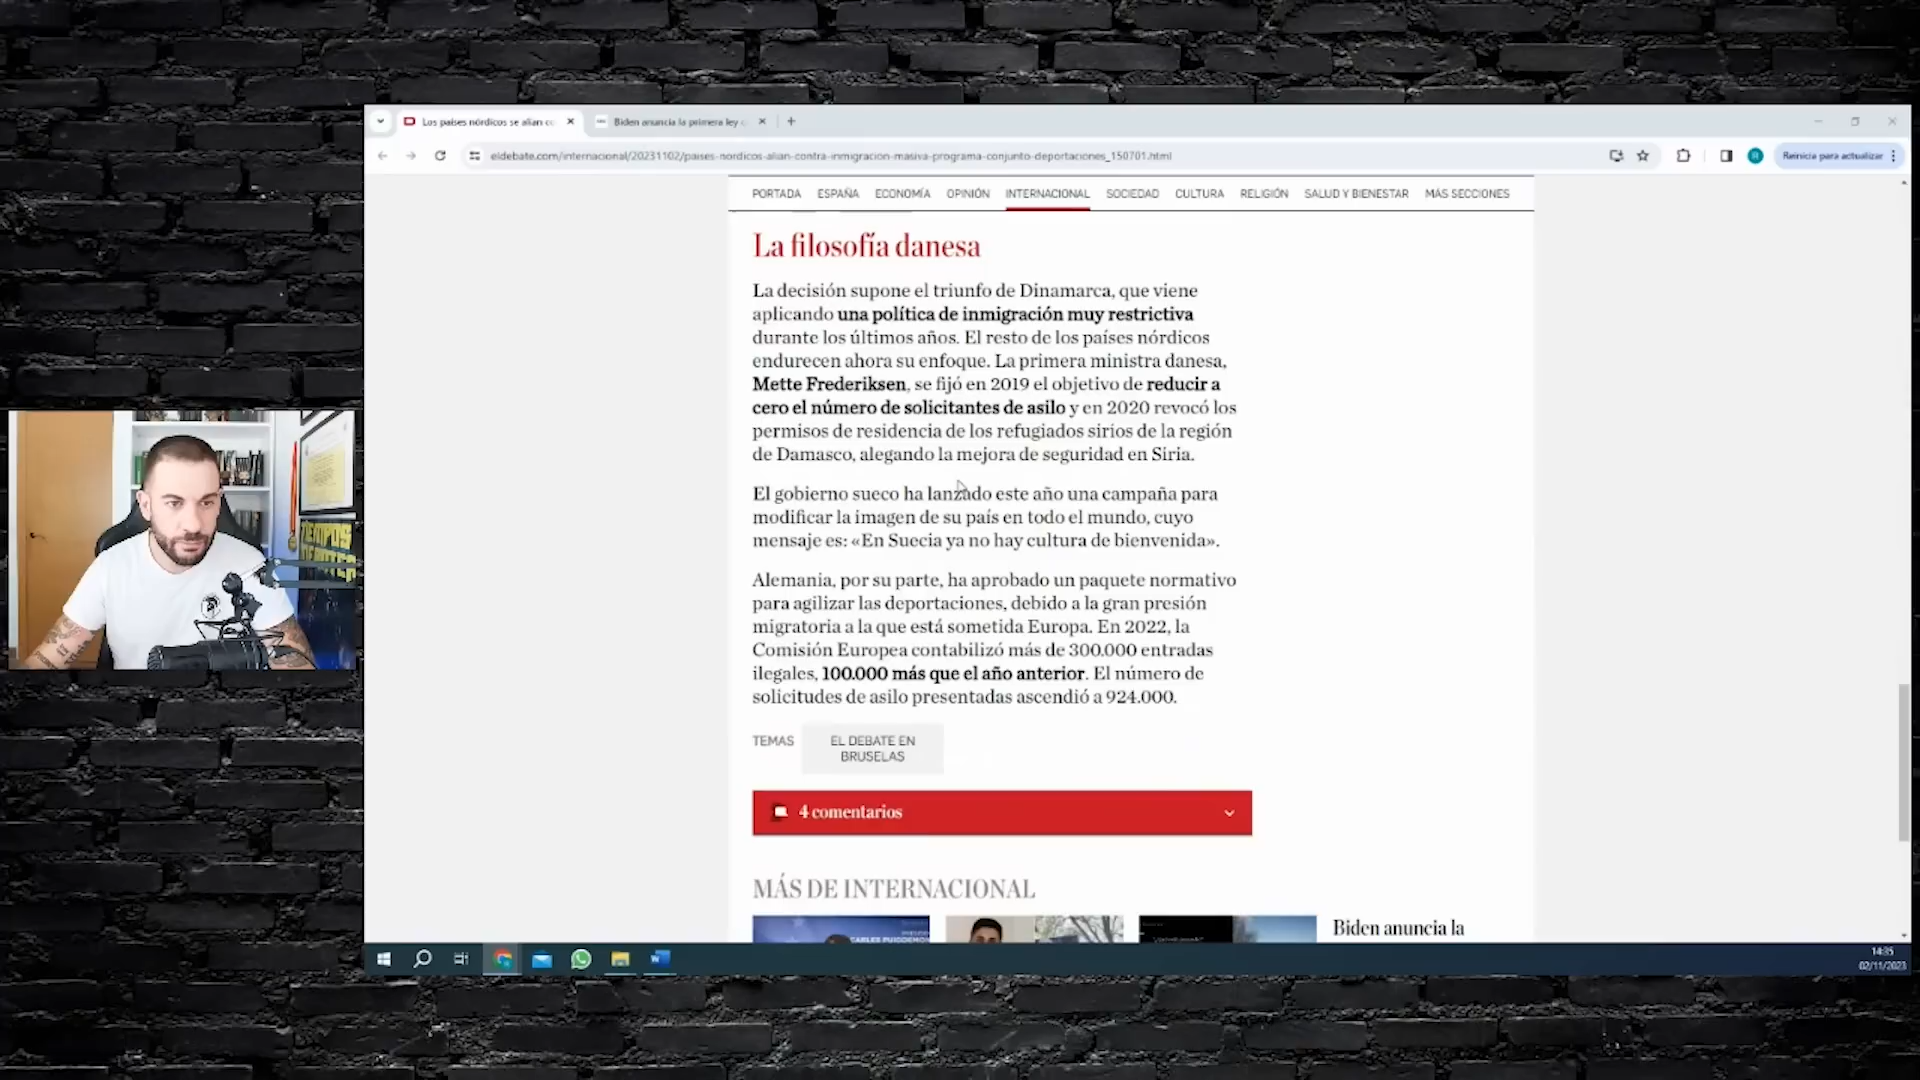 Los países nórdicos se alían co
Biden anuncia la primera ley
eldebate.com/internacional/20231102/paises-nordicos-alian-contra-inmigracion-masiva-programa-conjunto-deportaciones_150701.html
Reinicia para actualizar
PORTADA ESPAÑA ECONOMÍA OPINIÓN INTERNACIONAL SOCIEDAD CULTURA RELIGIÓN SALUD Y BIENESTAR MÁS SECCIONES
La filosofía danesa
La decisión supone el triunfo de Dinamarca, que viene
aplicando una política de inmigración muy restrictiva
durante los últimos años. El resto de los países nórdicos
endurecen ahora su enfoque. La primera ministra danesa,
Mette Frederiksen, se fijó en 2019 el objetivo de reducir a
cero el número de solicitantes de asilo y en 2020 revocó los
permisos de residencia de los refugiados sirios de la región
de Damasco, alegando la mejora de seguridad en Siria.
El gobierno sueco ha lanzado este año una campaña para
modificar la imagen de su país en todo el mundo, cuyo
mensaje es: «En Suecia ya no hay cultura de bienvenida».
Alemania, por su parte, ha aprobado un paquete normativo
para agilizar las deportaciones, debido a la gran presión
migratoria a la que está sometida Europa. En 2022, la
Comisión Europea contabilizó más de 300.000 entradas
ilegales, 100.000 más que el año anterior. El número de
solicitudes de asilo presentadas ascendió a 924.000.
TEMAS
EL DEBATE EN
BRUSELAS
4 comentarios
MÁS DE INTERNACIONAL
CARLES PUIGDEMON
Biden anuncia la
14:35
02/11/2023